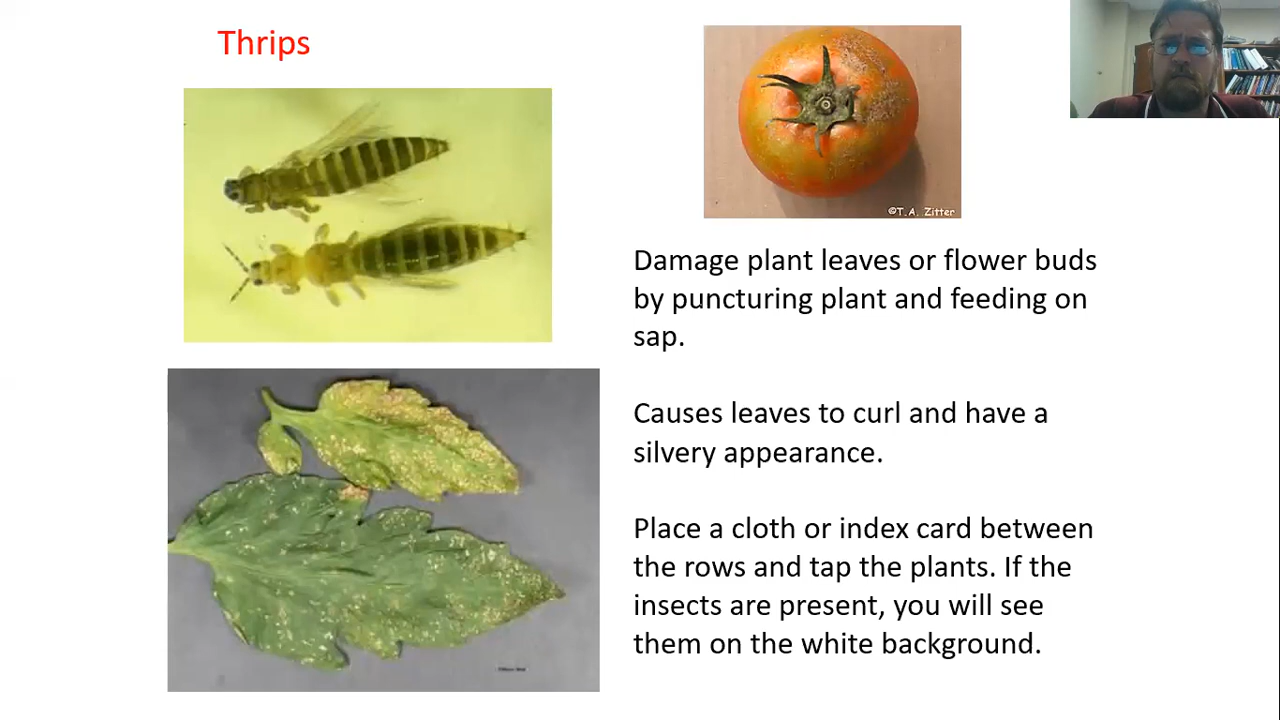 Thrips
©T. A. Zitter
Damage plant leaves or flower buds
by puncturing plant and feeding on
sap.
Causes leaves to curl and have a
silvery appearance.
Place a cloth or index card between
the rows and tap the plants. If the
insects are present, you will see
them on the white background.